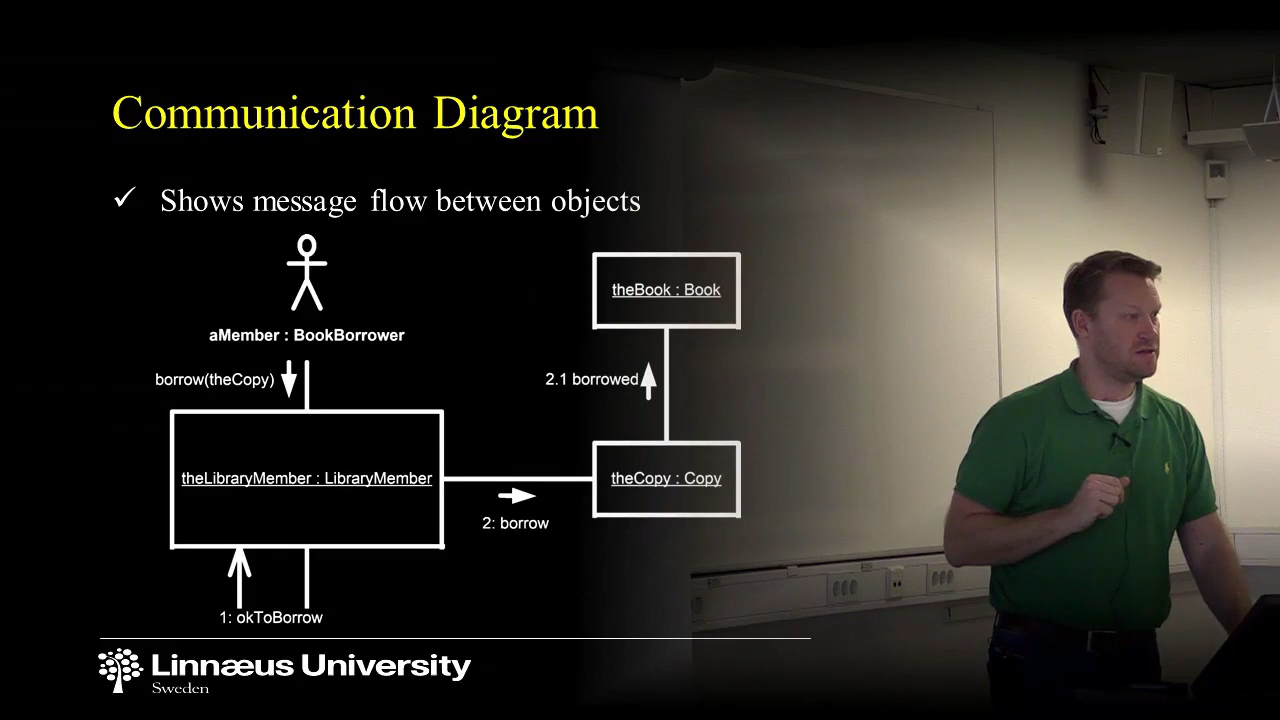 Communication Diagram
✓ Shows message flow between objects
theBook : Book
aMember : BookBorrower
borrow(theCopy)
2.1 borrowed
theLibraryMember : LibraryMember
theCopy : Copy
2: borrow
1: okToBorrow
Linnæus University
Sweden